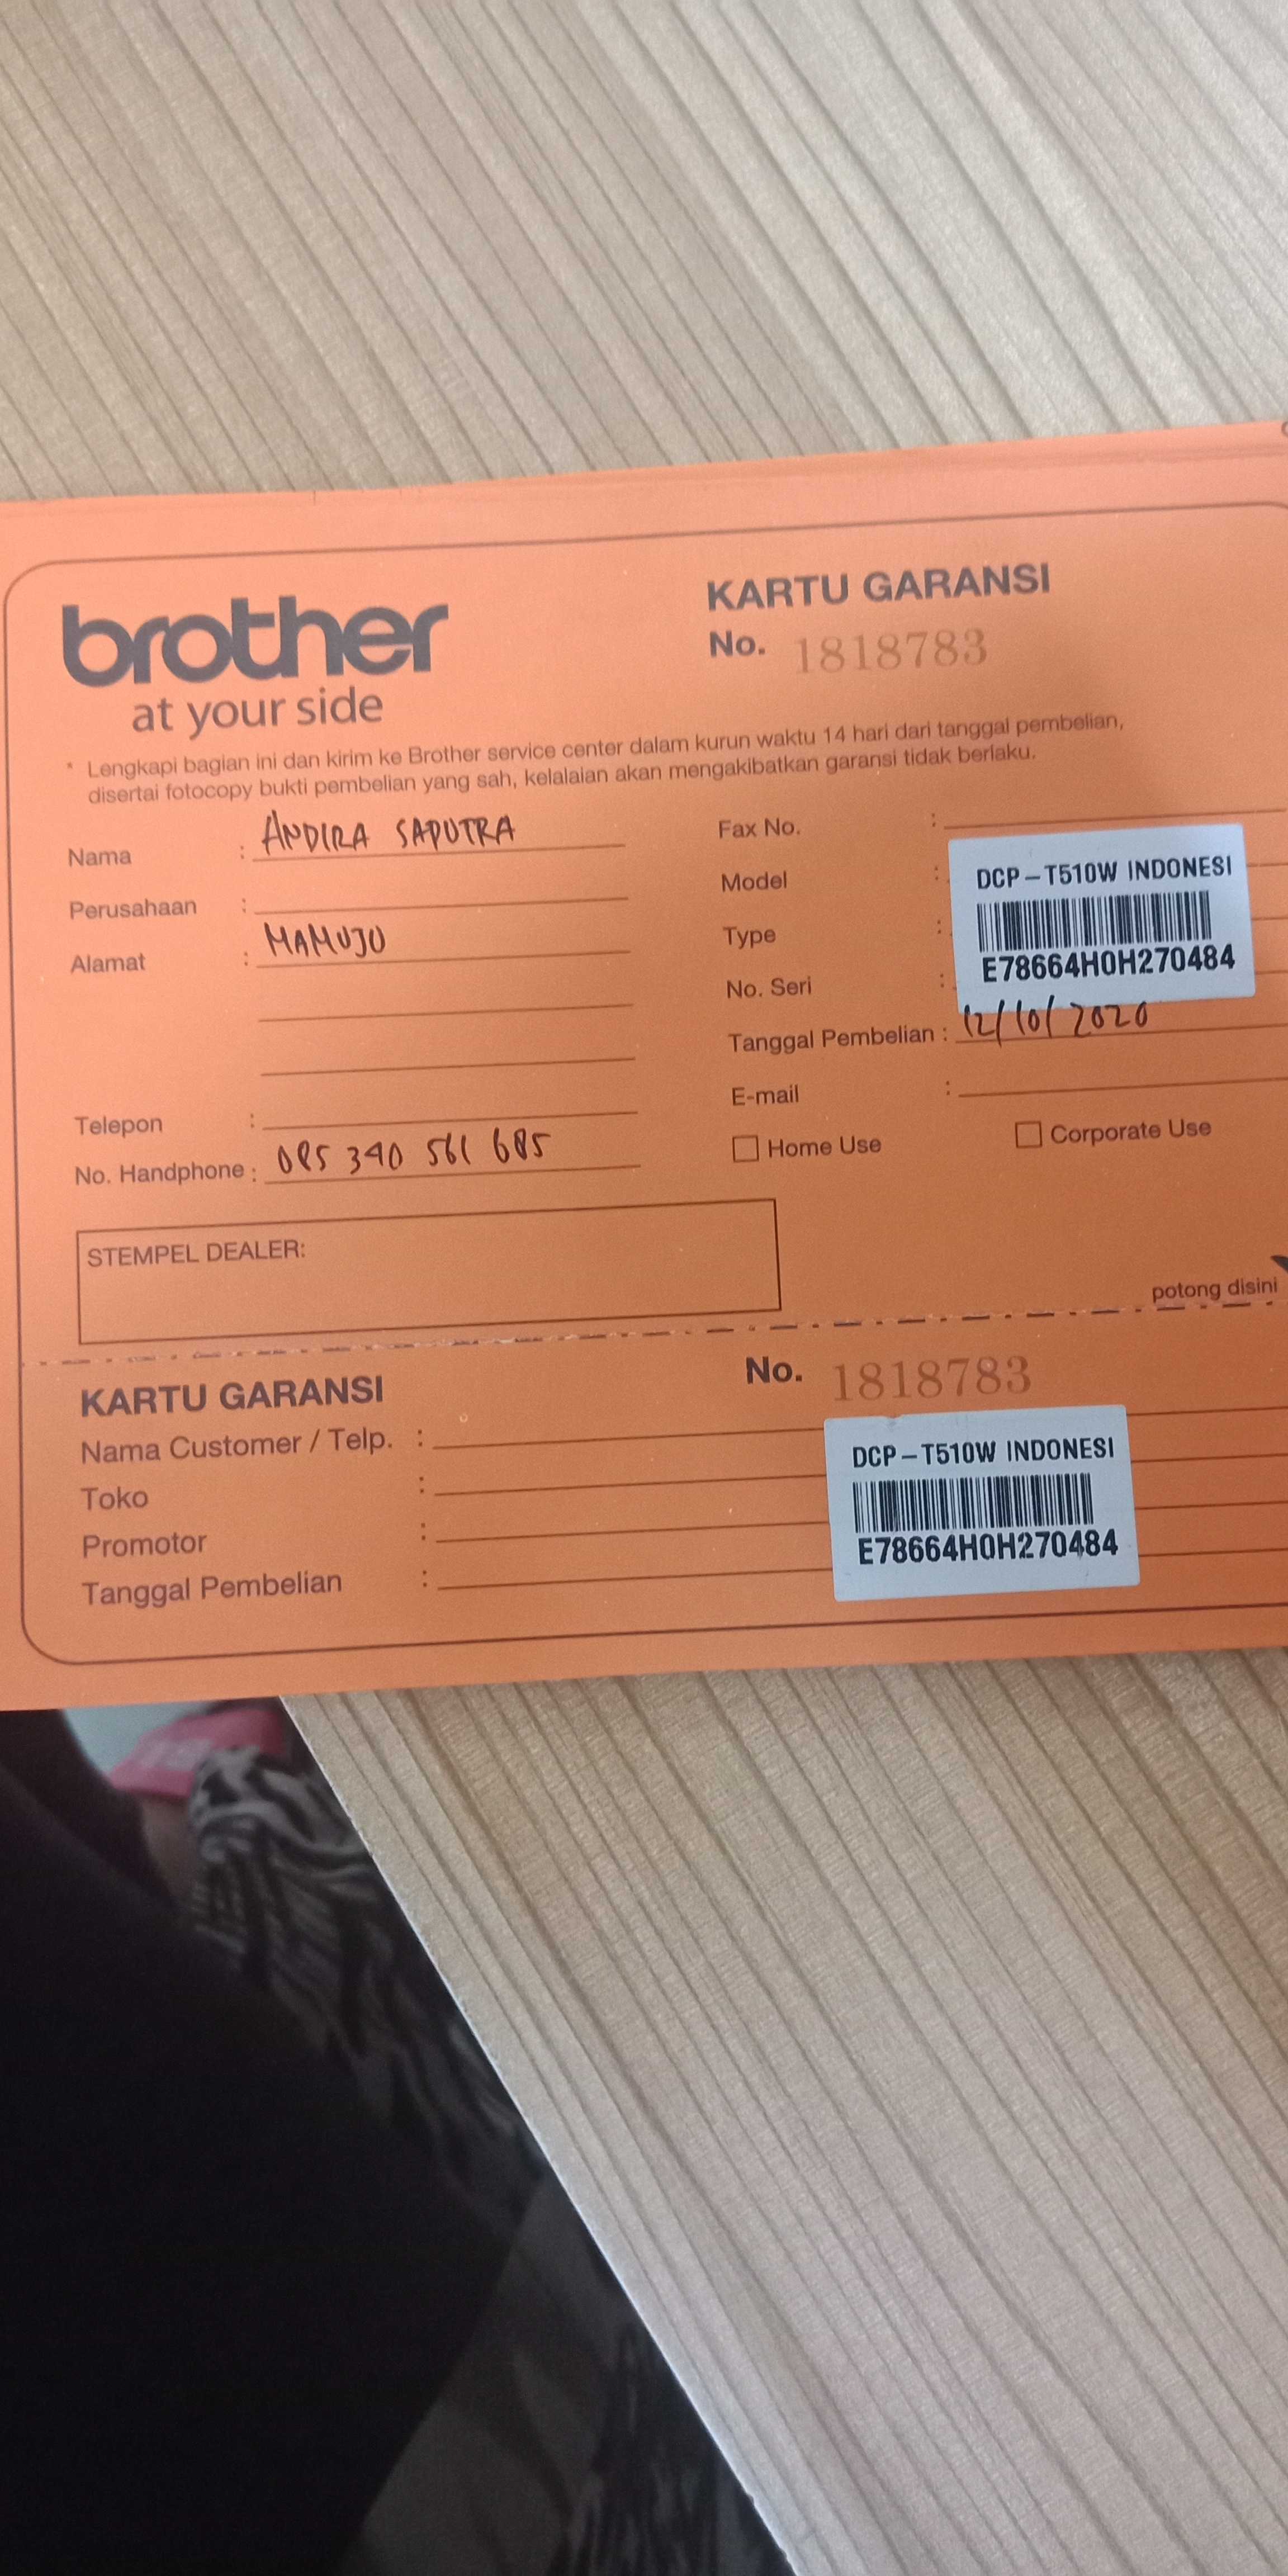 brother
at your side
KARTU GARANSI
No. 1818783
* Lengkapi bagian ini dan kirim ke Brother service center dalam kurun waktu 14 hari dari tanggal pembelian,
disertai fotocopy bukti pembelian yang sah, kelalaian akan mengakibatkan garansi tidak berlaku.
Nama : ANDIRA SAPUTRA
Perusahaan :
Alamat : MAMUJU
Telepon :
No. Handphone : 085 340 561 685
Fax No. :
Model :
Type :
No. Seri :
DCP-T510W INDONESI
E78664H0H270484
Tanggal Pembelian : 12/10/2020
E-mail :
Home Use
Corporate Use
STEMPEL DEALER:
potong disini
KARTU GARANSI
No. 1818783
Nama Customer / Telp. :
Toko :
Promotor :
Tanggal Pembelian :
DCP-T510W INDONESI
E78664H0H270484